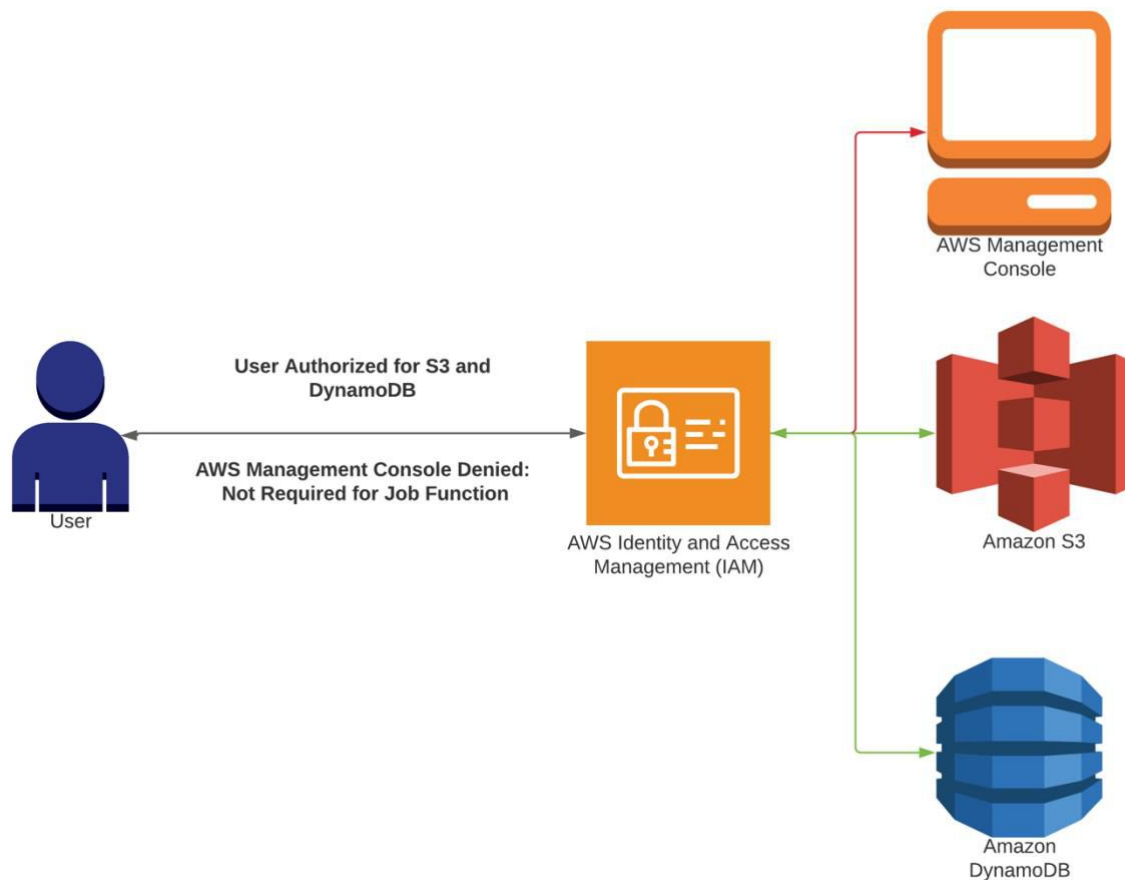 AWS Management
Console
User Authorized for S3 and
DynamoDB
AWS Management Console Denied:
Not Required for Job Function
User
AWS Identity and Access
Management (IAM)
Amazon S3
Amazon
DynamoDB